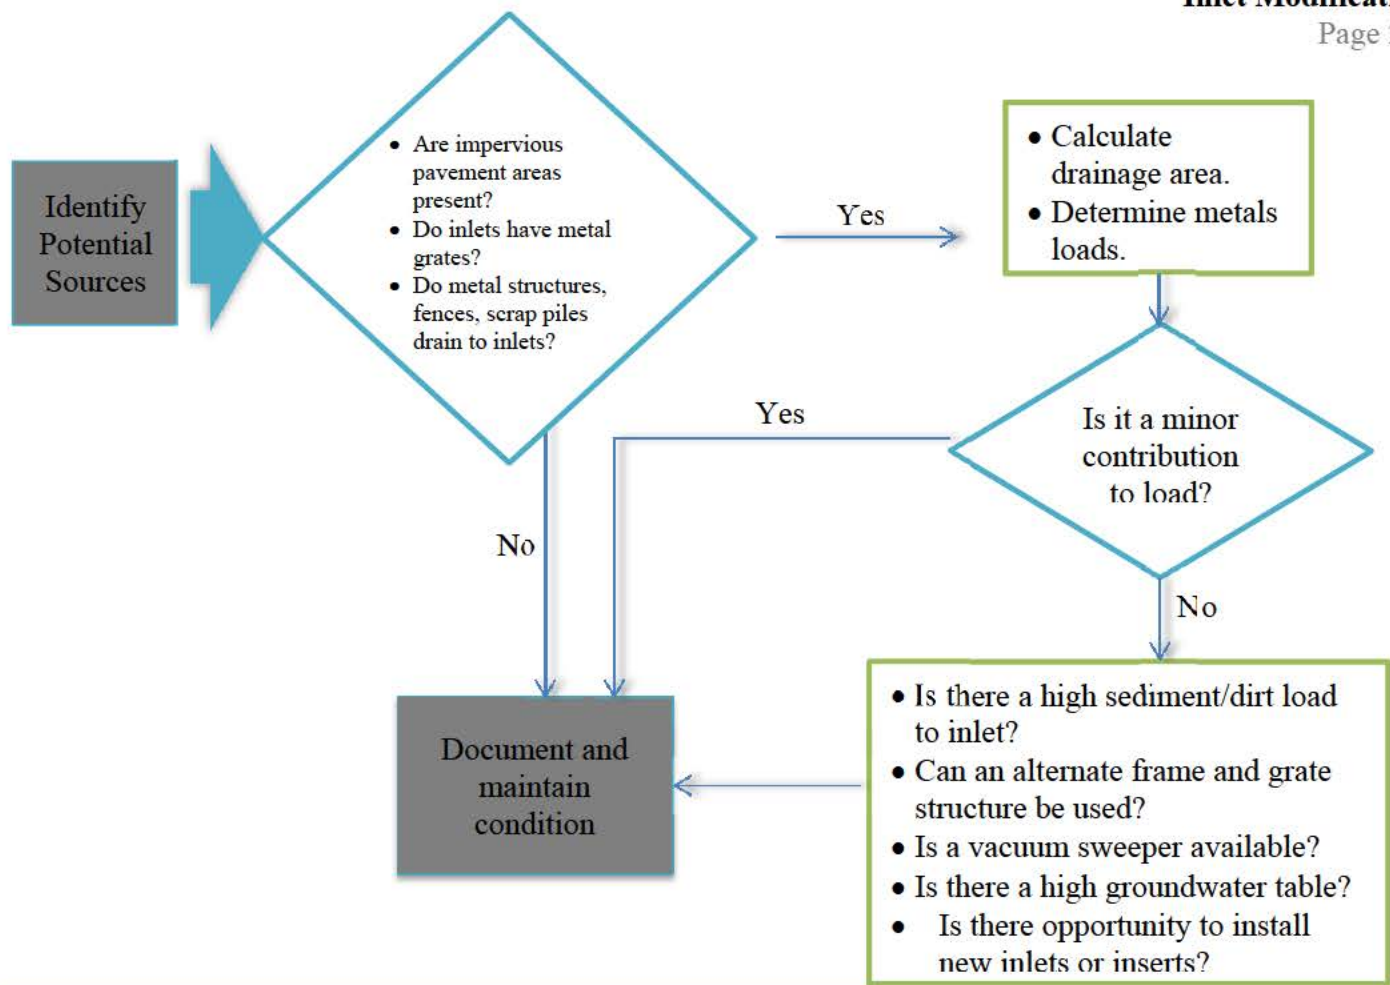 Page
Identify
Potential
Sources
• Are impervious
pavement areas
present?
• Do inlets have metal
grates?
• Do metal structures,
fences, scrap piles
drain to inlets?
Yes
• Calculate
drainage area.
• Determine metals
loads.
Yes
Is it a minor
contribution
to load?
No
No
Document and
maintain
condition
• Is there a high sediment/dirt load
to inlet?
• Can an alternate frame and grate
structure be used?
• Is a vacuum sweeper available?
• Is there a high groundwater table?
• Is there opportunity to install
new inlets or inserts?